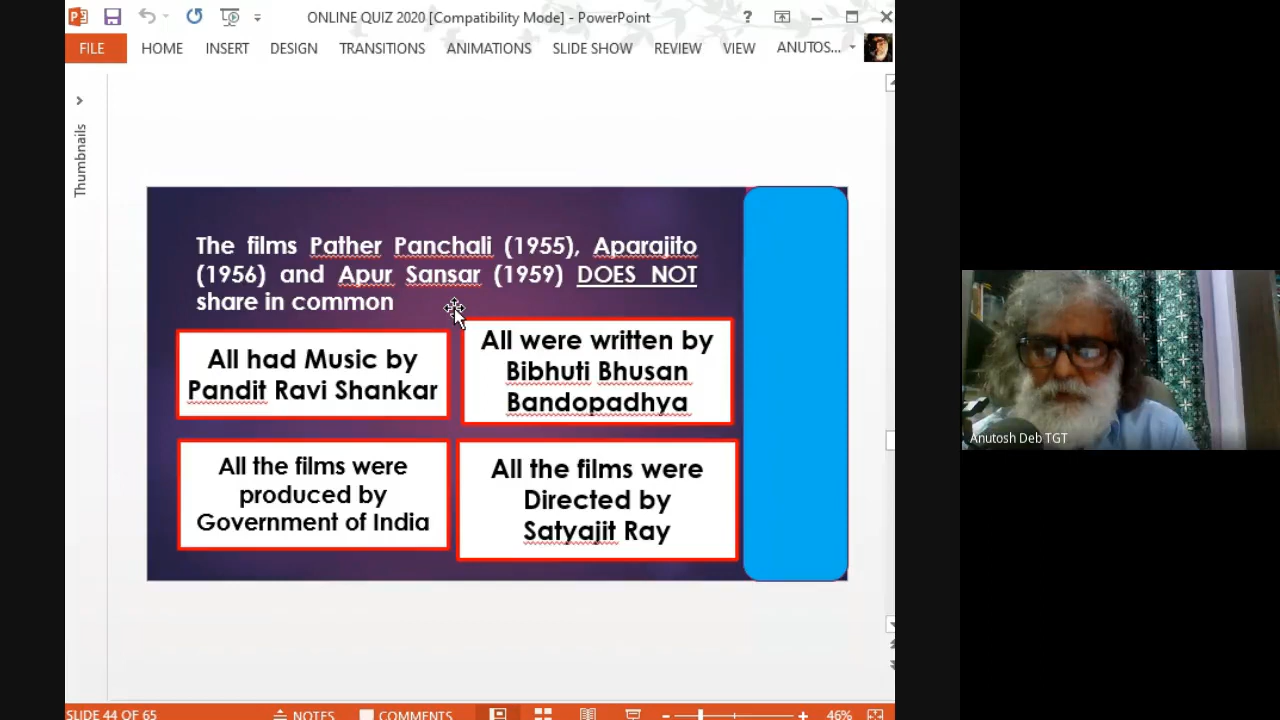 ONLINE QUIZ 2020 [Compatibility Mode] - PowerPoint
FILE HOME INSERT DESIGN TRANSITIONS ANIMATIONS SLIDE SHOW REVIEW VIEW ANUTOS...
Thumbnails
The films Pather Panchali (1955), Aparajito
(1956) and Apur Sansar (1959) DOES NOT
share in common
All had Music by
Pandit Ravi Shankar
All were written by
Bibhuti Bhusan
Bandopadhya
All the films were
produced by
Government of India
All the films were
Directed by
Satyajit Ray
Anutosh Deb TGT
SLIDE 44 OF 65 NOTES COMMENTS 46%